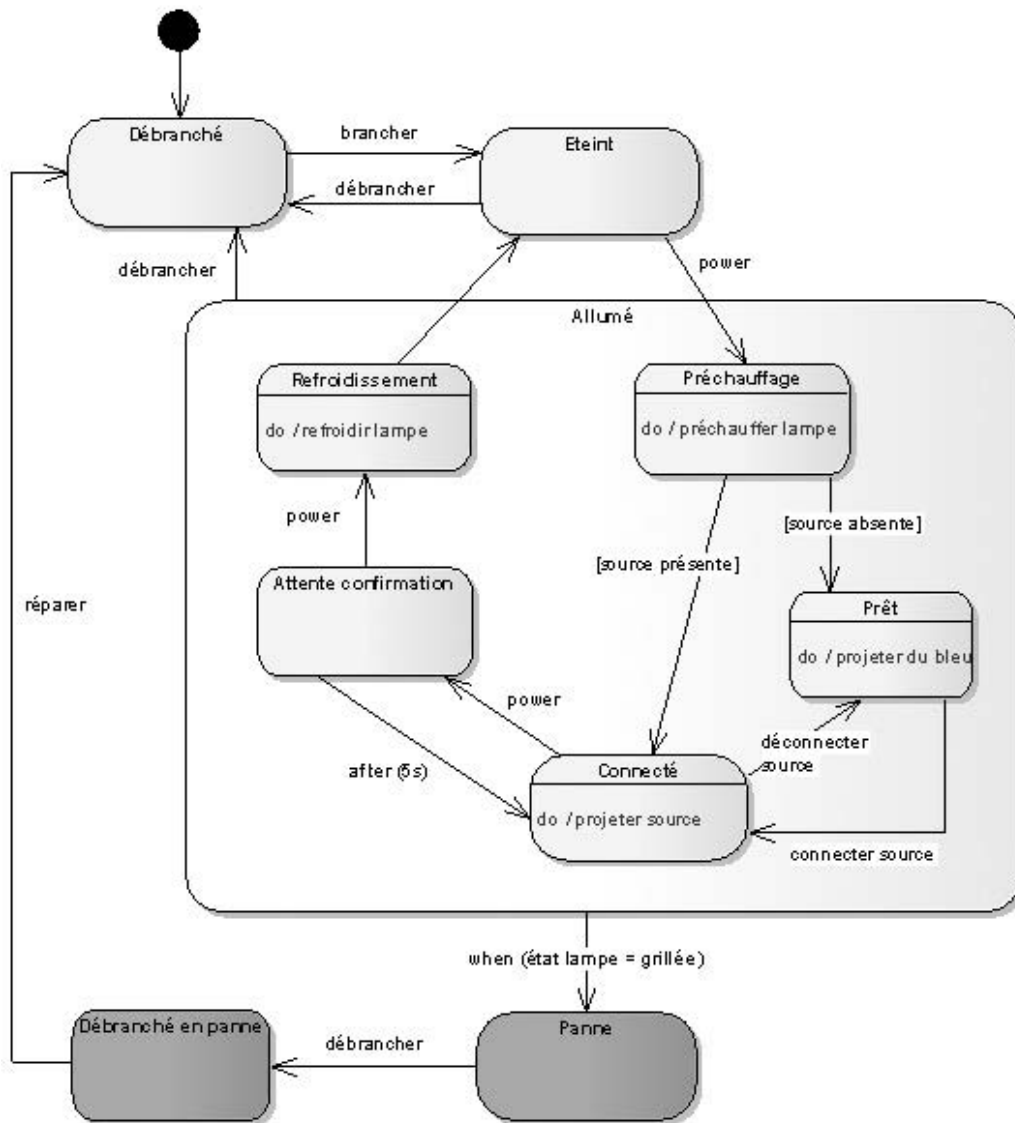 Débranché
brancher
Eteint
débrancher
débrancher
power
Allumé
Refroidissement
do / refroidir lampe
Préchauffage
do / préchauffer lampe
power
[source absente]
[source présente]
Attente confirmation
Prêt
do / projeter du bleu
réparer
power
déconnecter
source
after (5s)
Connecté
do / projeter source
connecter source
when (état lampe = grillée)
Débranché en panne
Panne
débrancher